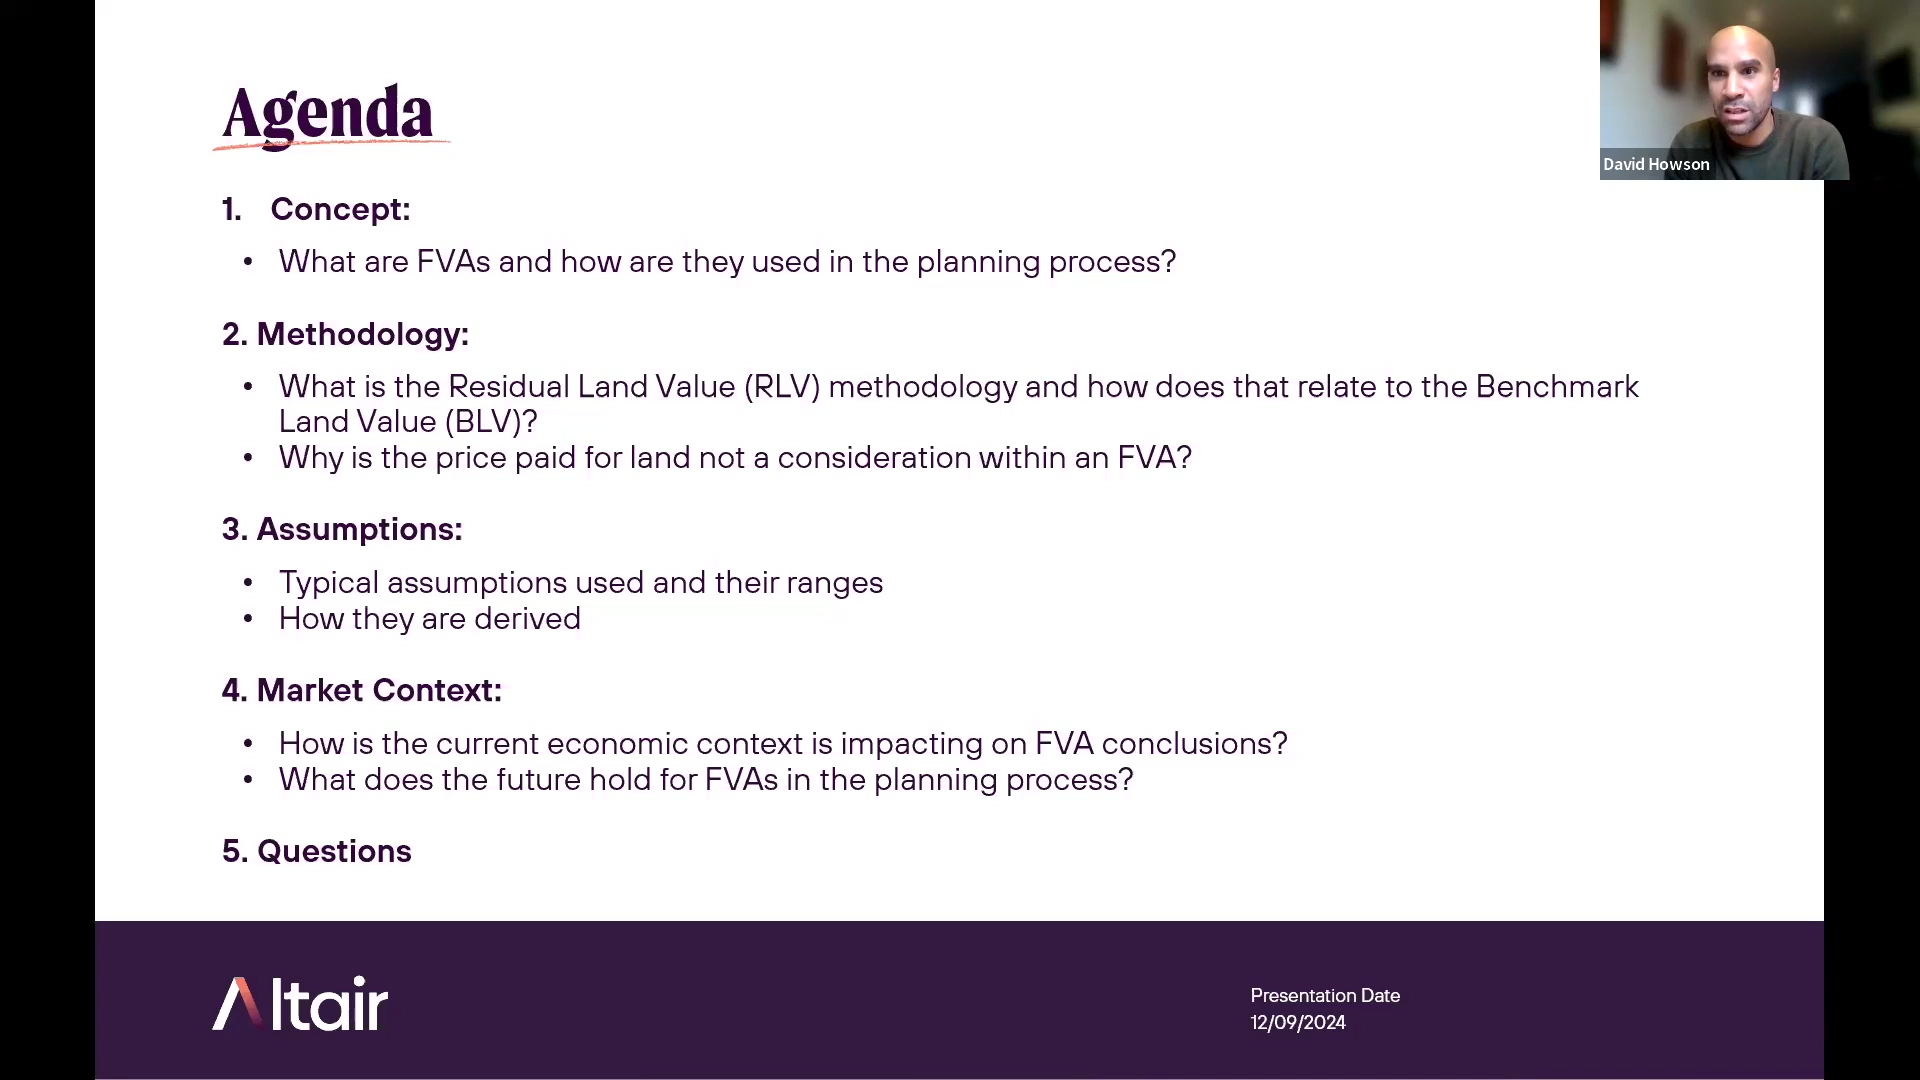 Agenda
David Howson
1. Concept:
• What are FVAs and how are they used in the planning process?
2. Methodology:
• What is the Residual Land Value (RLV) methodology and how does that relate to the Benchmark
Land Value (BLV)?
• Why is the price paid for land not a consideration within an FVA?
3. Assumptions:
• Typical assumptions used and their ranges
• How they are derived
4. Market Context:
• How is the current economic context is impacting on FVA conclusions?
• What does the future hold for FVAs in the planning process?
5. Questions
Altair
Presentation Date
12/09/2024